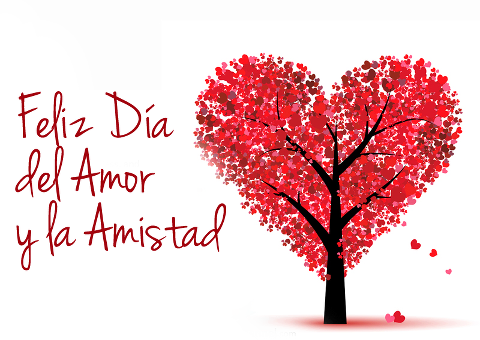 Feliz Día
del Amor
y la Amistad